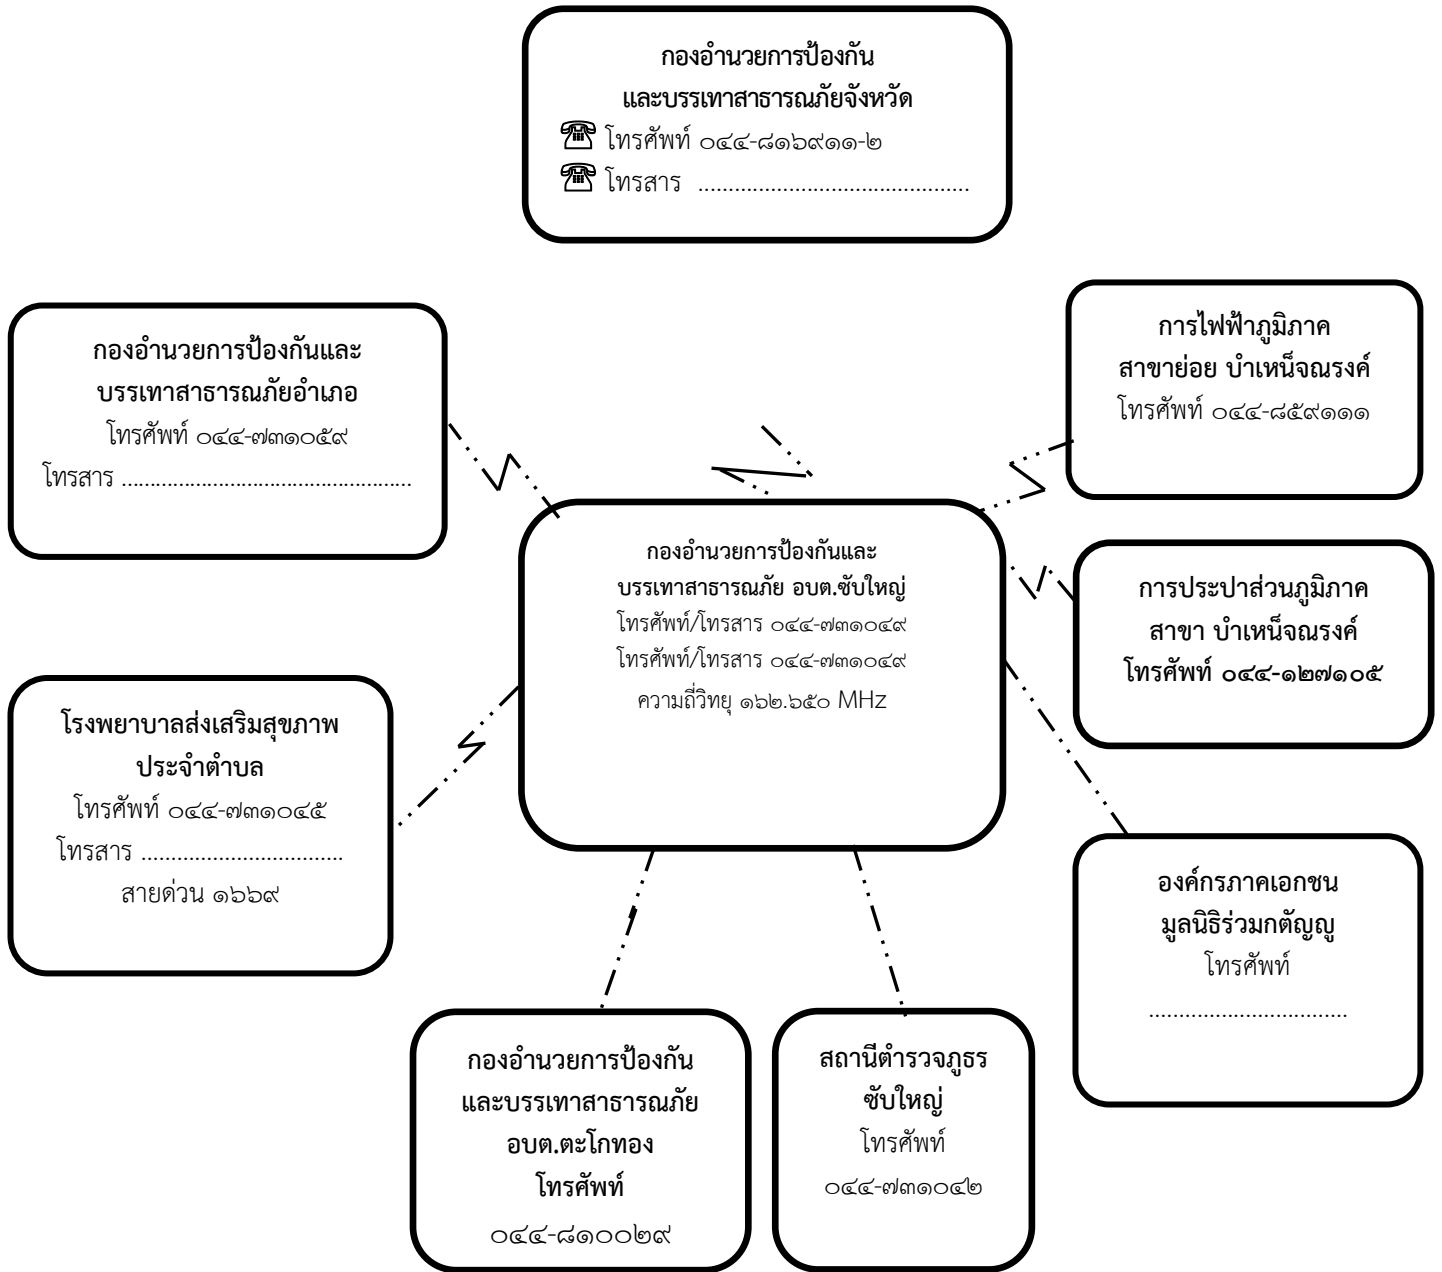 กองอำนวยการป้องกัน
และบรรเทาสาธารณภัยจังหวัด
โทรศัพท์ ๐๔๔-๘๑๖๙๑๑-๒
โทรสาร .............................................
กองอำนวยการป้องกันและ
บรรเทาสาธารณภัยอำเภอ
โทรศัพท์ ๐๔๔-๗๓๑๐๕๙
โทรสาร ..................................................
การไฟฟ้าภูมิภาค
สาขาย่อย บำเหน็จณรงค์
โทรศัพท์ ๐๔๔-๘๕๙๑๑๑
กองอำนวยการป้องกันและ
บรรเทาสาธารณภัย อบต.ซับใหญ่
โทรศัพท์/โทรสาร ๐๔๔-๗๓๑๐๔๙
โทรศัพท์/โทรสาร ๐๔๔-๗๓๑๐๔๙
ความถี่วิทยุ ๑๖๒.๖๕๐ MHz
การประปาส่วนภูมิภาค
สาขา บำเหน็จณรงค์
โทรศัพท์ ๐๔๔-๑๒๗๑๐๕
โรงพยาบาลส่งเสริมสุขภาพ
ประจำตำบล
โทรศัพท์ ๐๔๔-๗๓๑๐๔๕
โทรสาร ..................................
สายด่วน ๑๖๖๙
องค์กรภาคเอกชน
มูลนิธิร่วมกตัญญู
โทรศัพท์
.................................
กองอำนวยการป้องกัน
และบรรเทาสาธารณภัย
อบต.ตะโกทอง
โทรศัพท์
๐๔๔-๘๑๐๐๒๙
สถานีตำรวจภูธร
ซับใหญ่
โทรศัพท์
๐๔๔-๗๓๑๐๔๒